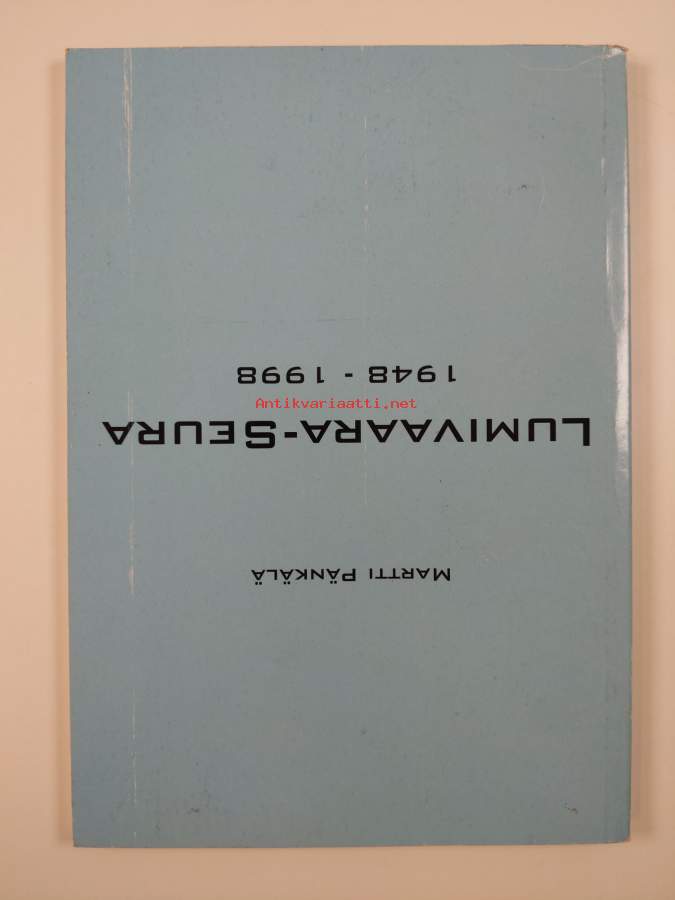 Martti Pänkälä
Lumivaara-Seura
Antikvariaatti.net
1948 - 1998